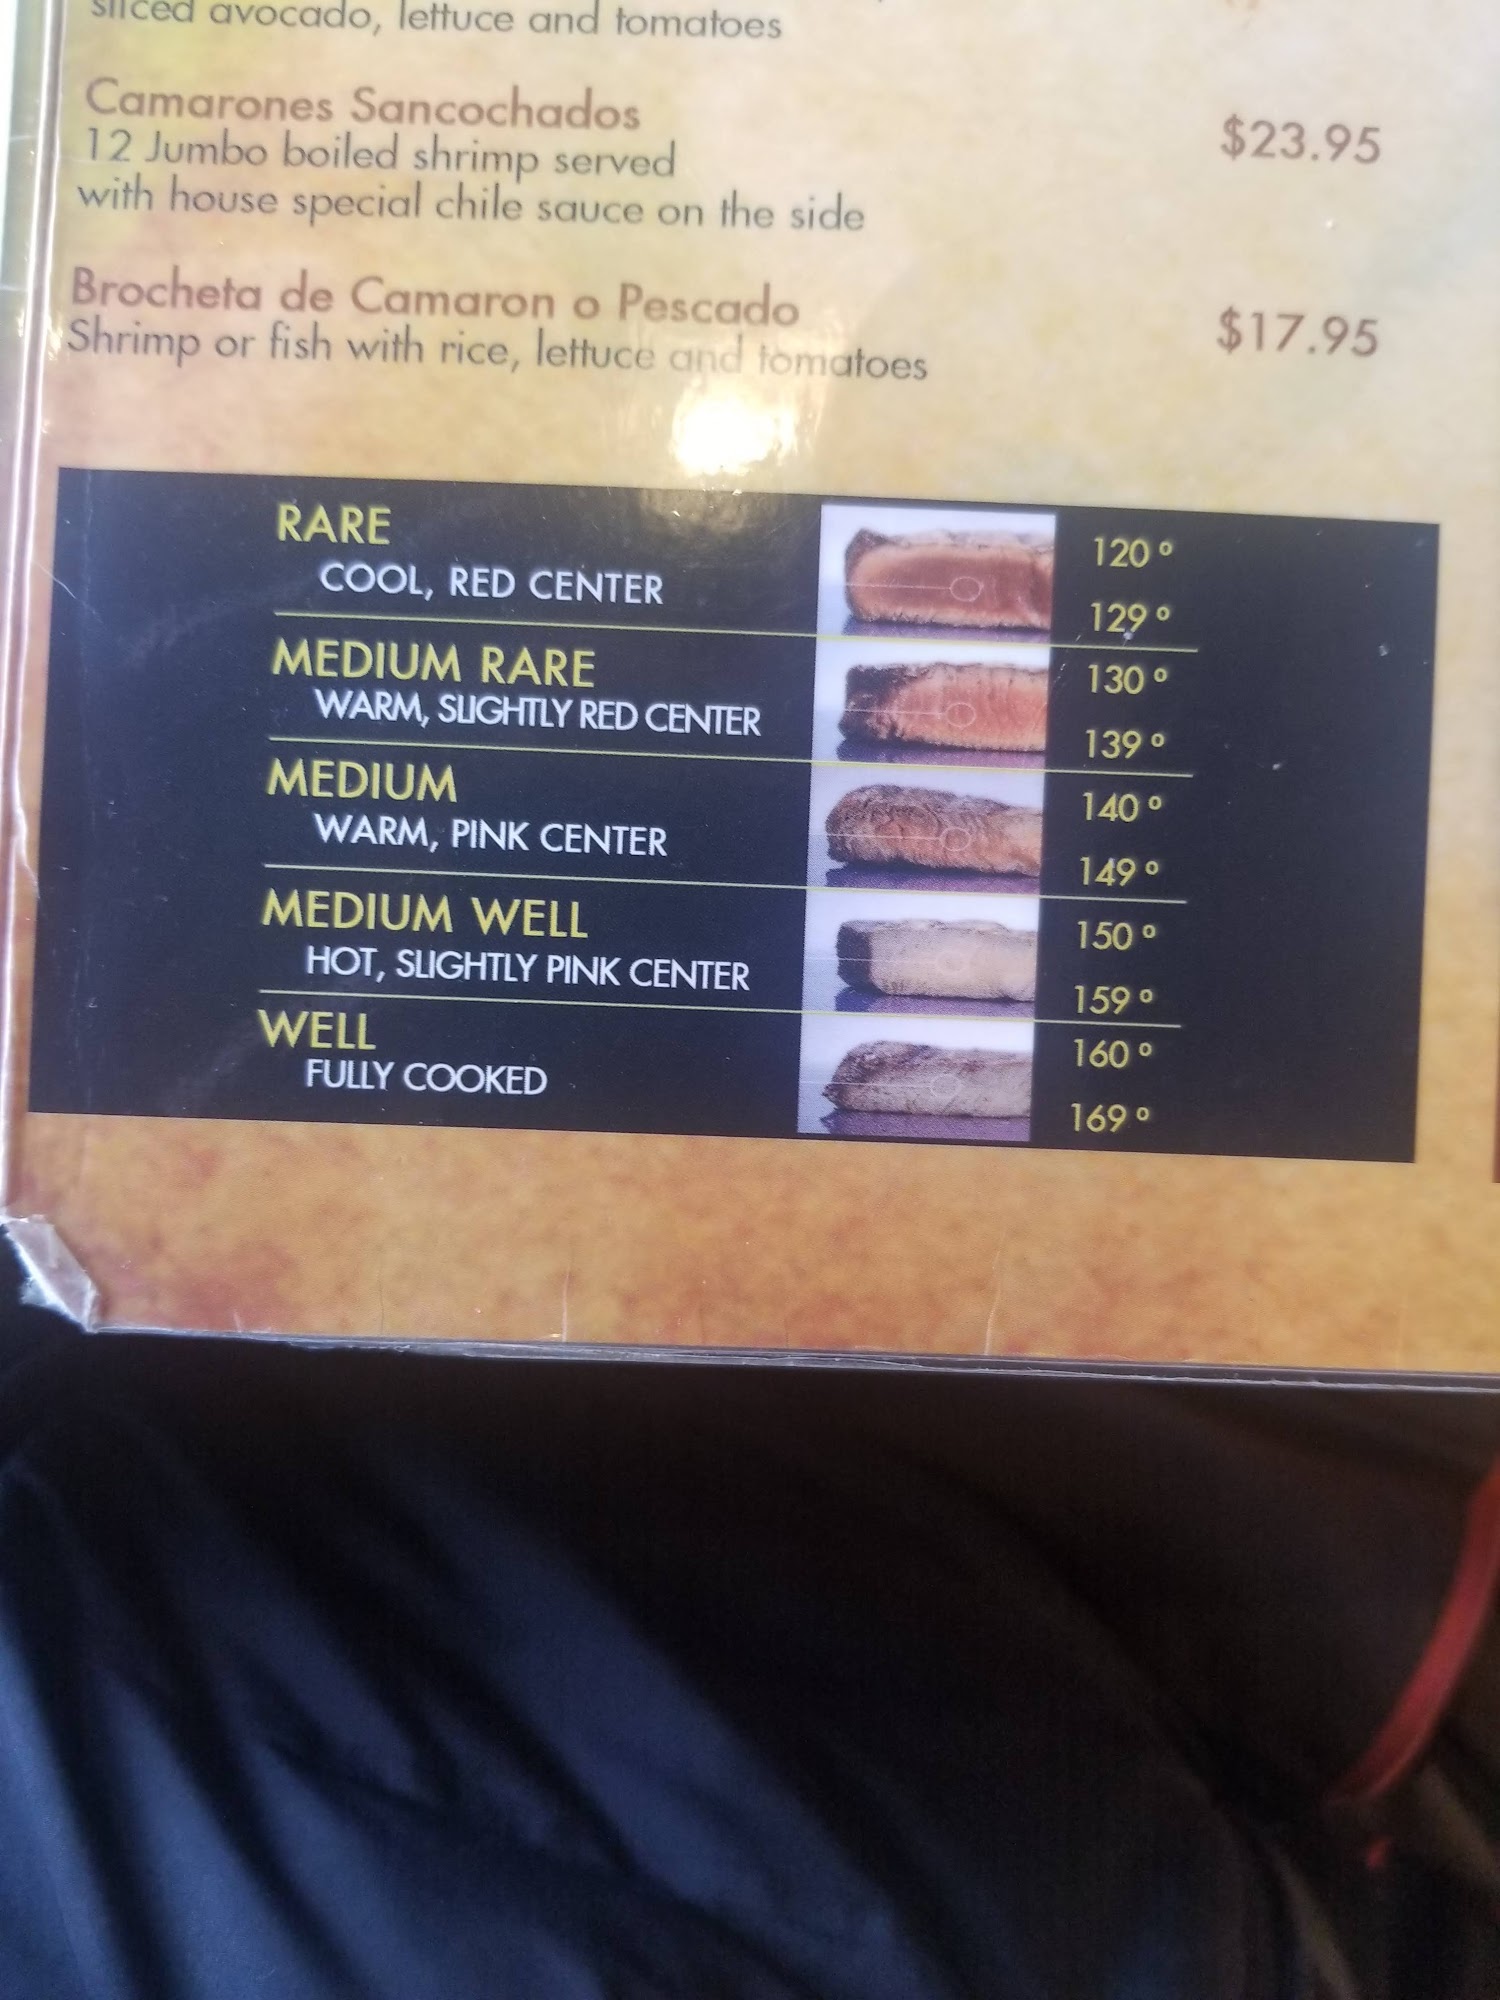 sliced avocado, lettuce and tomatoes
Camarones Sancochados
$23.95
12 Jumbo boiled shrimp served
with house special chile sauce on the side
Brocheta de Camaron o Pescado
$17.95
Shrimp or fish with rice, lettuce and tomatoes
RARE
120°
COOL, RED CENTER
129°
MEDIUM RARE
130°
WARM, SLIGHTLY RED CENTER
139°
MEDIUM
140°
WARM, PINK CENTER
149°
MEDIUM WELL
150°
HOT, SLIGHTLY PINK CENTER
159°
WELL
160°
FULLY COOKED
169°